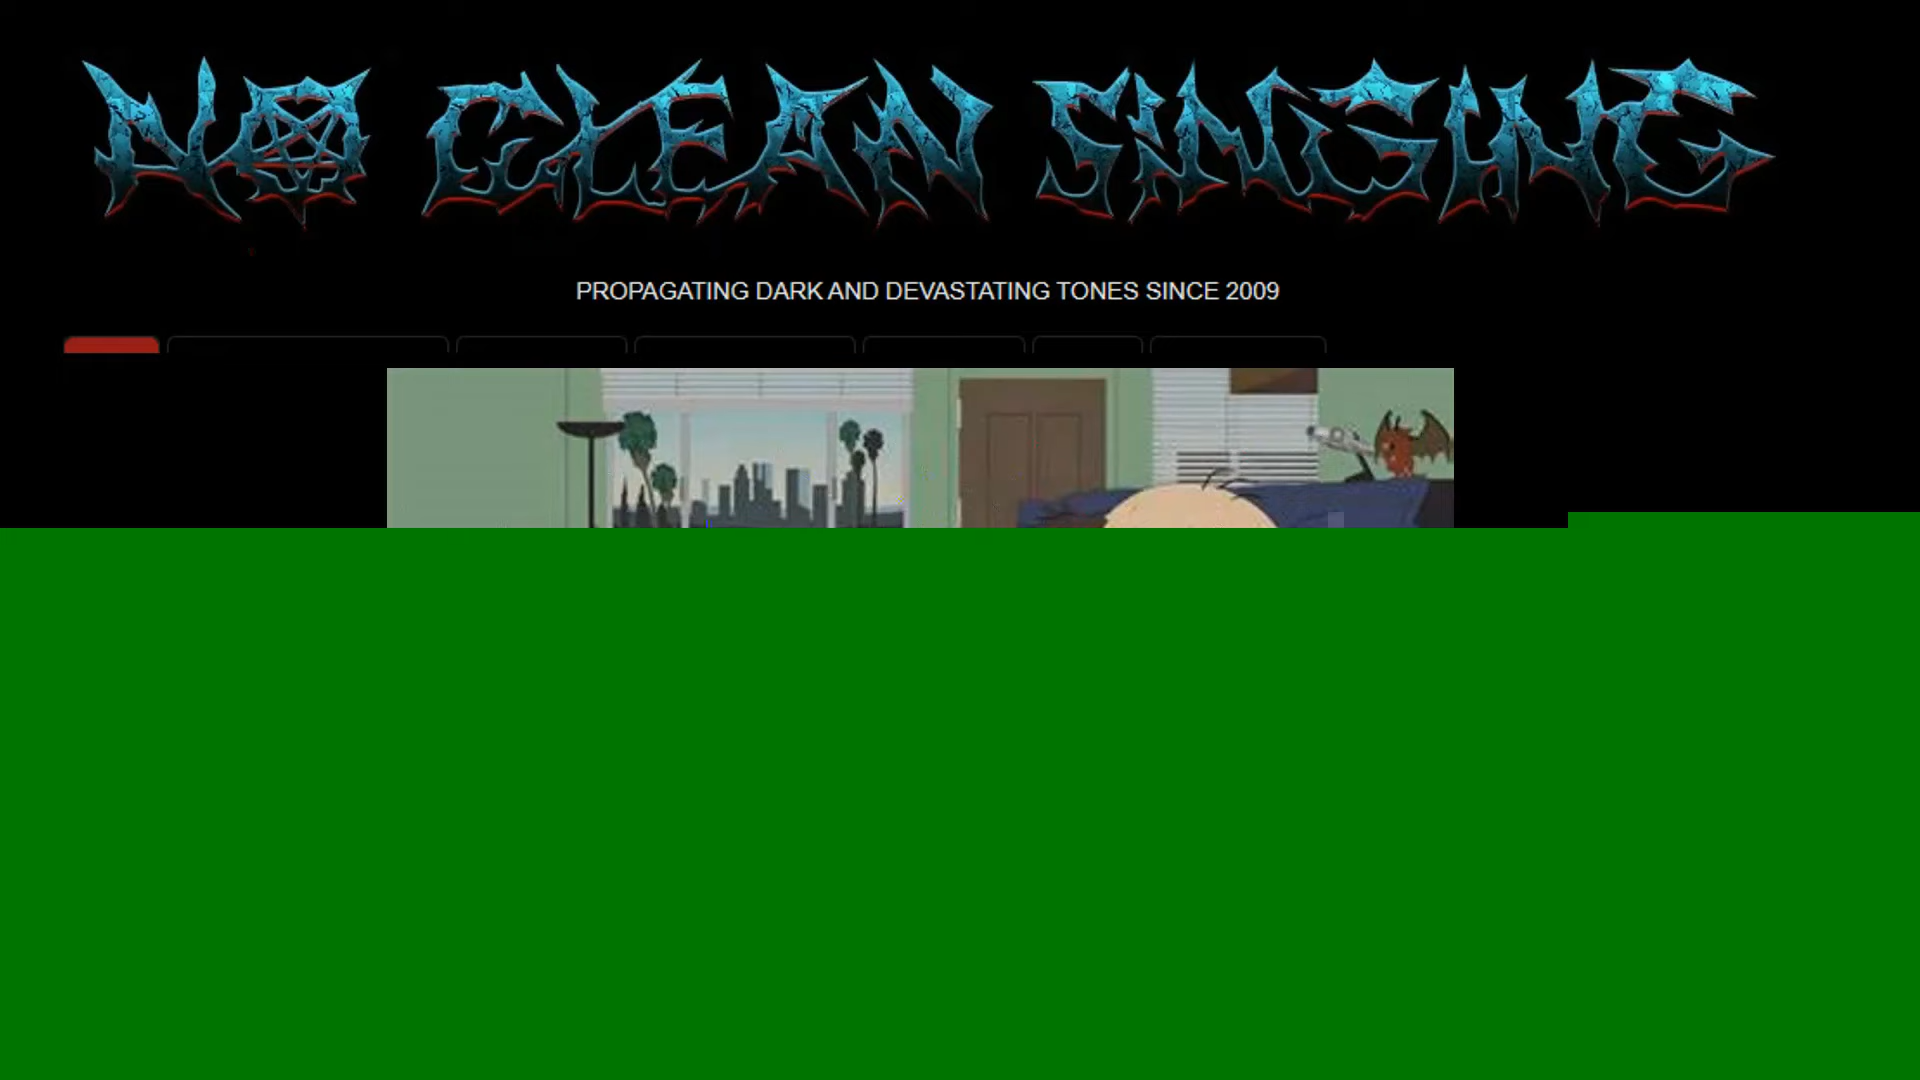 NO CLEAN SINGING
PROPAGATING DARK AND DEVASTATING TONES SINCE 2009